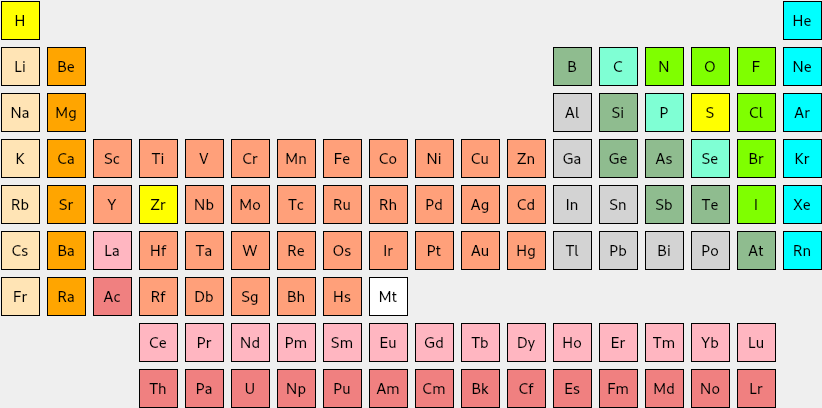 H He
Li Be B C N O F Ne
Na Mg Al Si P S Cl Ar
K Ca Sc Ti V Cr Mn Fe Co Ni Cu Zn Ga Ge As Se Br Kr
Rb Sr Y Zr Nb Mo Tc Ru Rh Pd Ag Cd In Sn Sb Te I Xe
Cs Ba La Hf Ta W Re Os Ir Pt Au Hg Tl Pb Bi Po At Rn
Fr Ra Ac Rf Db Sg Bh Hs Mt
Ce Pr Nd Pm Sm Eu Gd Tb Dy Ho Er Tm Yb Lu
Th Pa U Np Pu Am Cm Bk Cf Es Fm Md No Lr